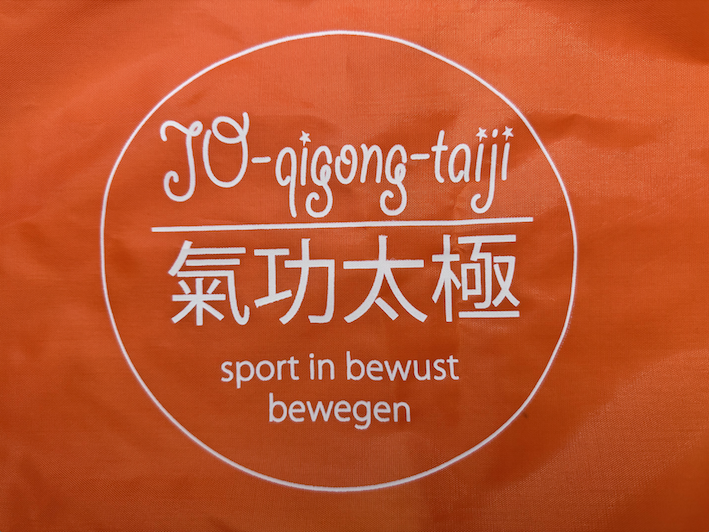 JO-qigong-taiji
氣功太極
sport in bewust
bewegen